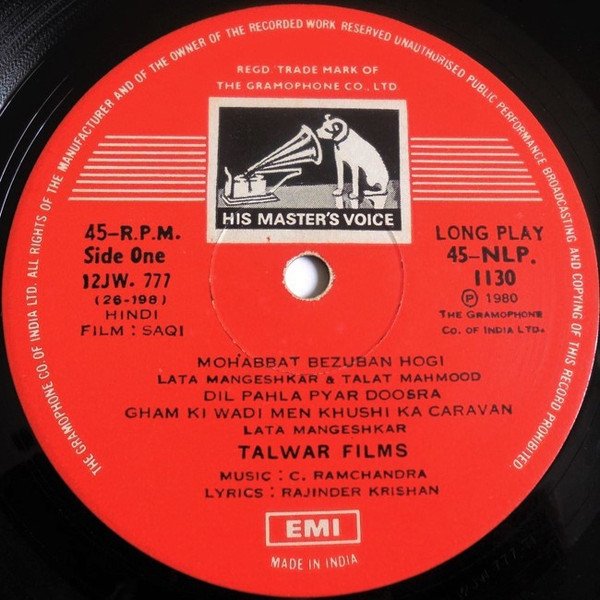 THE GRAMOPHONE CO OF INDIA LTD. ALL RIGHTS OF THE MANUFACTURER AND OF THE OWNER OF THE RECORDED WORK RESERVED UNAUTHORISED PUBLIC PERFORMANCE BROADCASTING AND COPYING OF THIS RECORD PROHIBITED
REGD. TRADE MARK OF
THE GRAMOPHONE CO., LTD
HIS MASTER'S VOICE
45-R.P.M.
Side One
12JW. 777
(26-198)
HINDI
FILM : SAQI
LONG PLAY
45-NLP.
1130
Ⓟ 1980
THE GRAMOPHONE
CO. OF INDIA LTD.
MOHABBAT BEZUBAN HOGI
LATA MANGESHKAR & TALAT MAHMOOD
DIL PAHLA PYAR DOOSRA
GHAM KI WADI MEN KHUSHI KA CARAVAN
LATA MANGESHKAR
TALWAR FILMS
MUSIC : C. RAMCHANDRA
LYRICS : RAJINDER KRISHAN
EMI
MADE IN INDIA